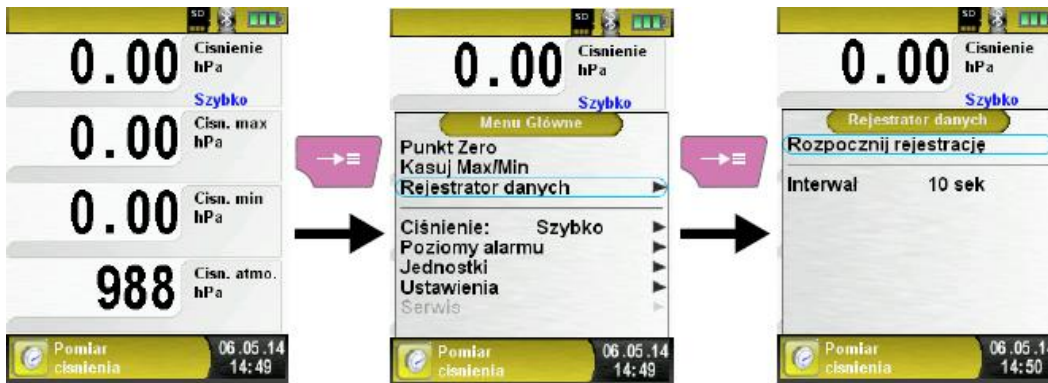 SD
0.00 Cisnienie
hPa
Szybko
0.00 Cisn. max
hPa
0.00 Cisn. min
hPa
988 Cisn. atmo.
hPa
Pomiar 06.05.14
cisnienia 14:49
SD
0.00 Cisnienie
hPa
Szybko
Menu Główne
Punkt Zero
Kasuj Max/Min
Rejestrator danych
Ciśnienie: Szybko
Poziomy alarmu
Jednostki
Ustawienia
Serwis
Pomiar 06.05.14
cisnienia 14:49
SD
0.00 Cisnienie
hPa
Szybko
Rejestrator danych
Rozpocznij rejestrację
Interwał 10 sek
Pomiar 06.05.14
cisnienia 14:50